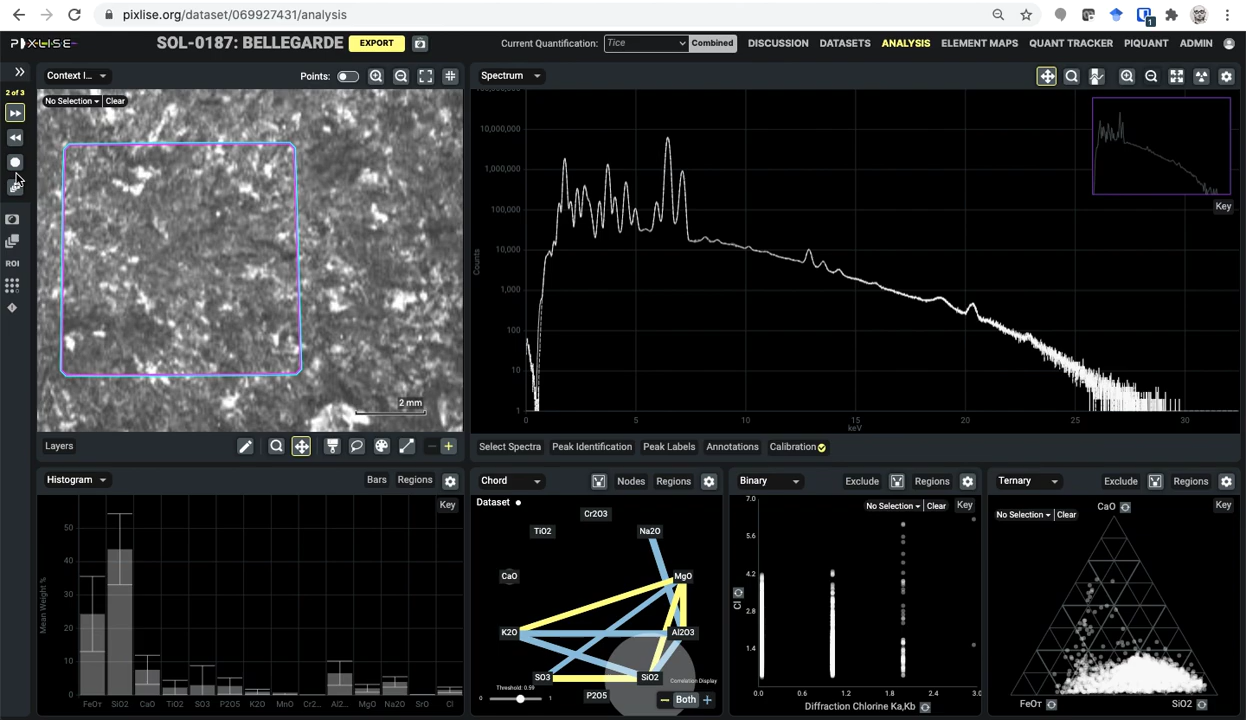 pixlise.org/dataset/069927431/analysis
1
PIXLISE
SOL-0187: BELLEGARDE
EXPORT
Current Quantification:
Tice
Combined
DISCUSSION
DATASETS
ANALYSIS
ELEMENT MAPS
QUANT TRACKER
PIQUANT
ADMIN
2 of 3
ROI
Context I...
Points:
No Selection
Clear
2 mm
Layers
Spectrum
Key
Counts
10,000,000
1,000,000
100,000
10,000
1,000
100
10
1
0 5 10 15 20 25 30
keV
Select Spectra
Peak Identification
Peak Labels
Annotations
Calibration
Histogram
Bars
Regions
Key
Mean Weight %
50
40
30
20
10
0
FeOT SiO2 CaO TiO2 SO3 P2O5 K2O MnO Cr2... Al2... MgO Na2O SrO Cl
Chord
Nodes
Regions
Dataset
Cr2O3
TiO2
Na2O
CaO
MgO
K2O
Al2O3
SO3
SiO2
P2O5
Threshold: 0.59
0 1
Correlation Display
Both
Binary
Exclude
Regions
No Selection
Clear
Key
7.0
5.6
4.2
2.8
1.4
Cl
0.0 0.6 1.2 1.8 2.4 3.0
Diffraction Chlorine Ka,Kb
Ternary
Exclude
Regions
No Selection
Clear
Key
CaO
FeOT
SiO2